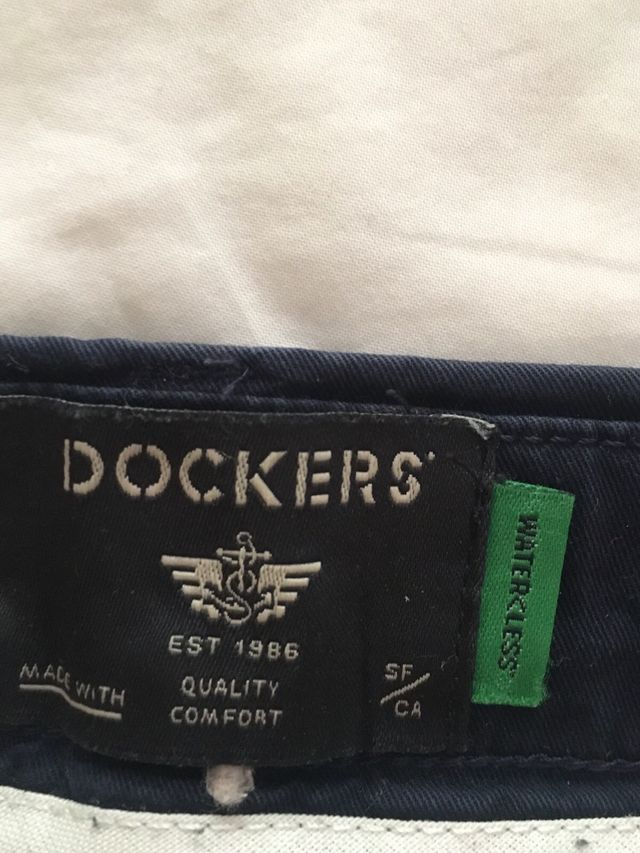 DOCKERS®
EST 1986
MADE WITH
QUALITY
COMFORT
SF/
CA
WATER<LESS®